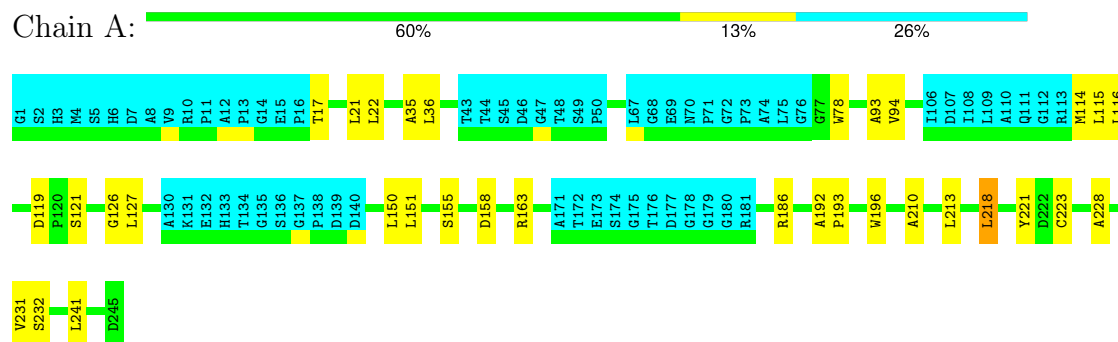 Chain A:
60% 13% 26%
G1 S2 H3 M4 S5 H6 D7 A8 V9 R10 P11 A12 P13 G14 E15 P16 T17 L21 L22 A35 L36 T43 T44 S45 D46 G47 T48 S49 P50 L67 G68 E69 N70 P71 G72 P73 A74 L75 G76 G77 W78 A93 V94 I106 D107 I108 L109 A110 Q111 G112 R113 M114 L115 L116
D119 P120 S121 G126 L127 A130 K131 E132 H133 T134 G135 S136 G137 P138 D139 D140 L150 L151 S155 D158 R163 A171 T172 E173 S174 G175 T176 D177 G178 G179 G180 R181 R186 A192 P193 W196 A210 L213 L218 Y221 D222 C223 A228
V231 S232 L241 D245